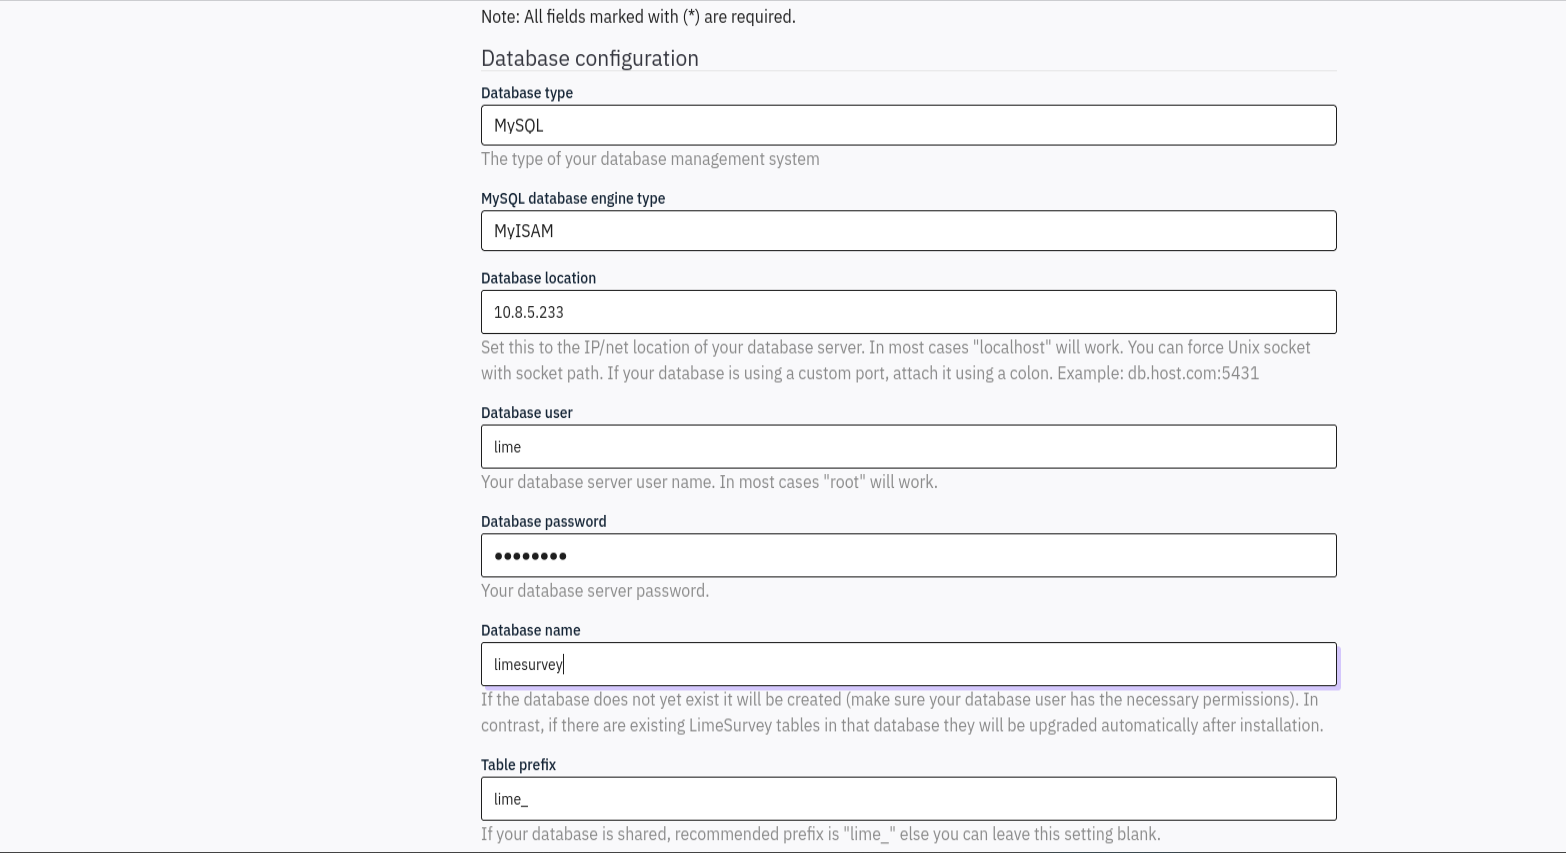 Note: All fields marked with (*) are required.
Database configuration
Database type
MySQL
The type of your database management system
MySQL database engine type
MyISAM
Database location
10.8.5.233
Set this to the IP/net location of your database server. In most cases "localhost" will work. You can force Unix socket
with socket path. If your database is using a custom port, attach it using a colon. Example: db.host.com:5431
Database user
lime
Your database server user name. In most cases "root" will work.
Database password
••••••••
Your database server password.
Database name
limesurvey
If the database does not yet exist it will be created (make sure your database user has the necessary permissions). In
contrast, if there are existing LimeSurvey tables in that database they will be upgraded automatically after installation.
Table prefix
lime_
If your database is shared, recommended prefix is "lime_" else you can leave this setting blank.